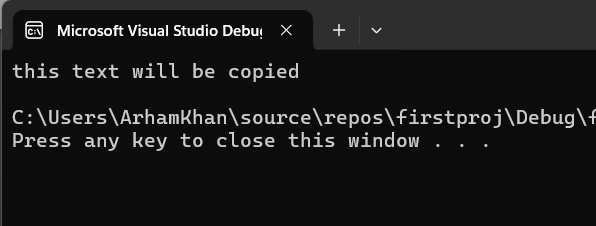 Microsoft Visual Studio Debug
this text will be copied
C:\Users\ArhamKhan\source\repos\firstproj\Debug\f
Press any key to close this window . . .